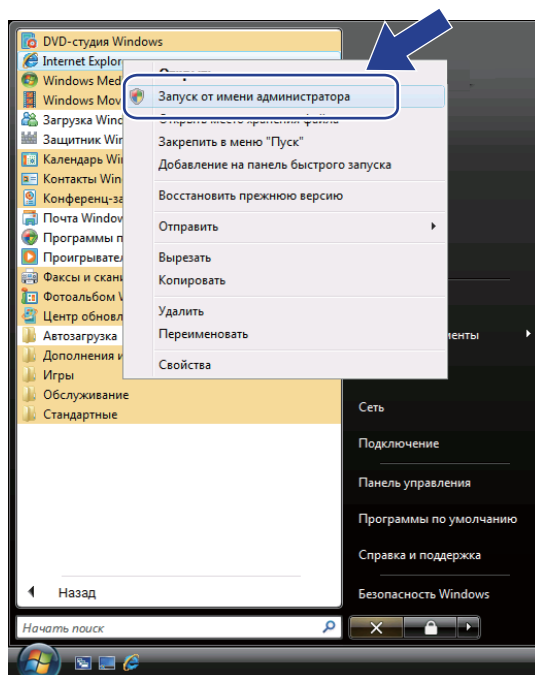 DVD-студия Windows
Internet Explor
Windows Med
Windows Mov
Загрузка Wind
Защитник Wir
Календарь Wi
Контакты Win
Конференц-за
Почта Window
Программы п
Проигрывател
Факсы и скани
Фотоальбом
Центр обновл
Автозагрузка
Дополнения и
Игры
Обслуживание
Стандартные
Назад
Начать поиск
Запуск от имени администратора
Закрепить в меню "Пуск"
Добавление на панель быстрого запуска
Восстановить прежнюю версию
Отправить
Вырезать
Копировать
Удалить
Переименовать
Свойства
енты
Сеть
Подключение
Панель управления
Программы по умолчанию
Справка и поддержка
Безопасность Windows